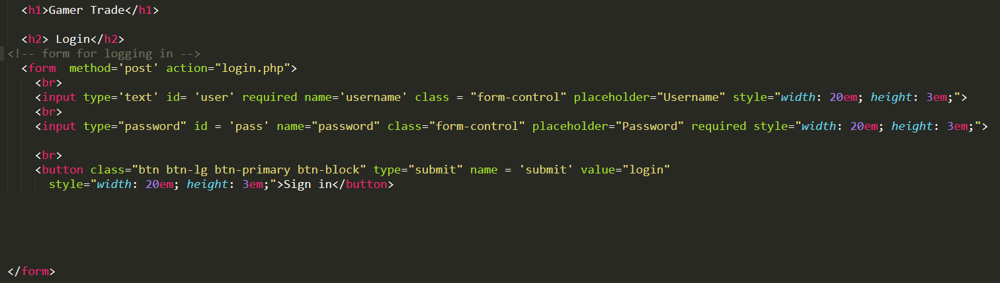 <h1>Gamer Trade</h1>
<h2> Login</h2>
<!-- form for logging in -->
<form  method='post' action="login.php">
<br>
<input type='text' id= 'user' required name='username' class = "form-control" placeholder="Username" style="width: 20em; height: 3em;">
<br>
<input type="password" id = 'pass' name="password" class="form-control" placeholder="Password" required style="width: 20em; height: 3em;">
<br>
<button class="btn btn-lg btn-primary btn-block" type="submit" name = 'submit' value="login"
style="width: 20em; height: 3em;">Sign in</button>
</form>